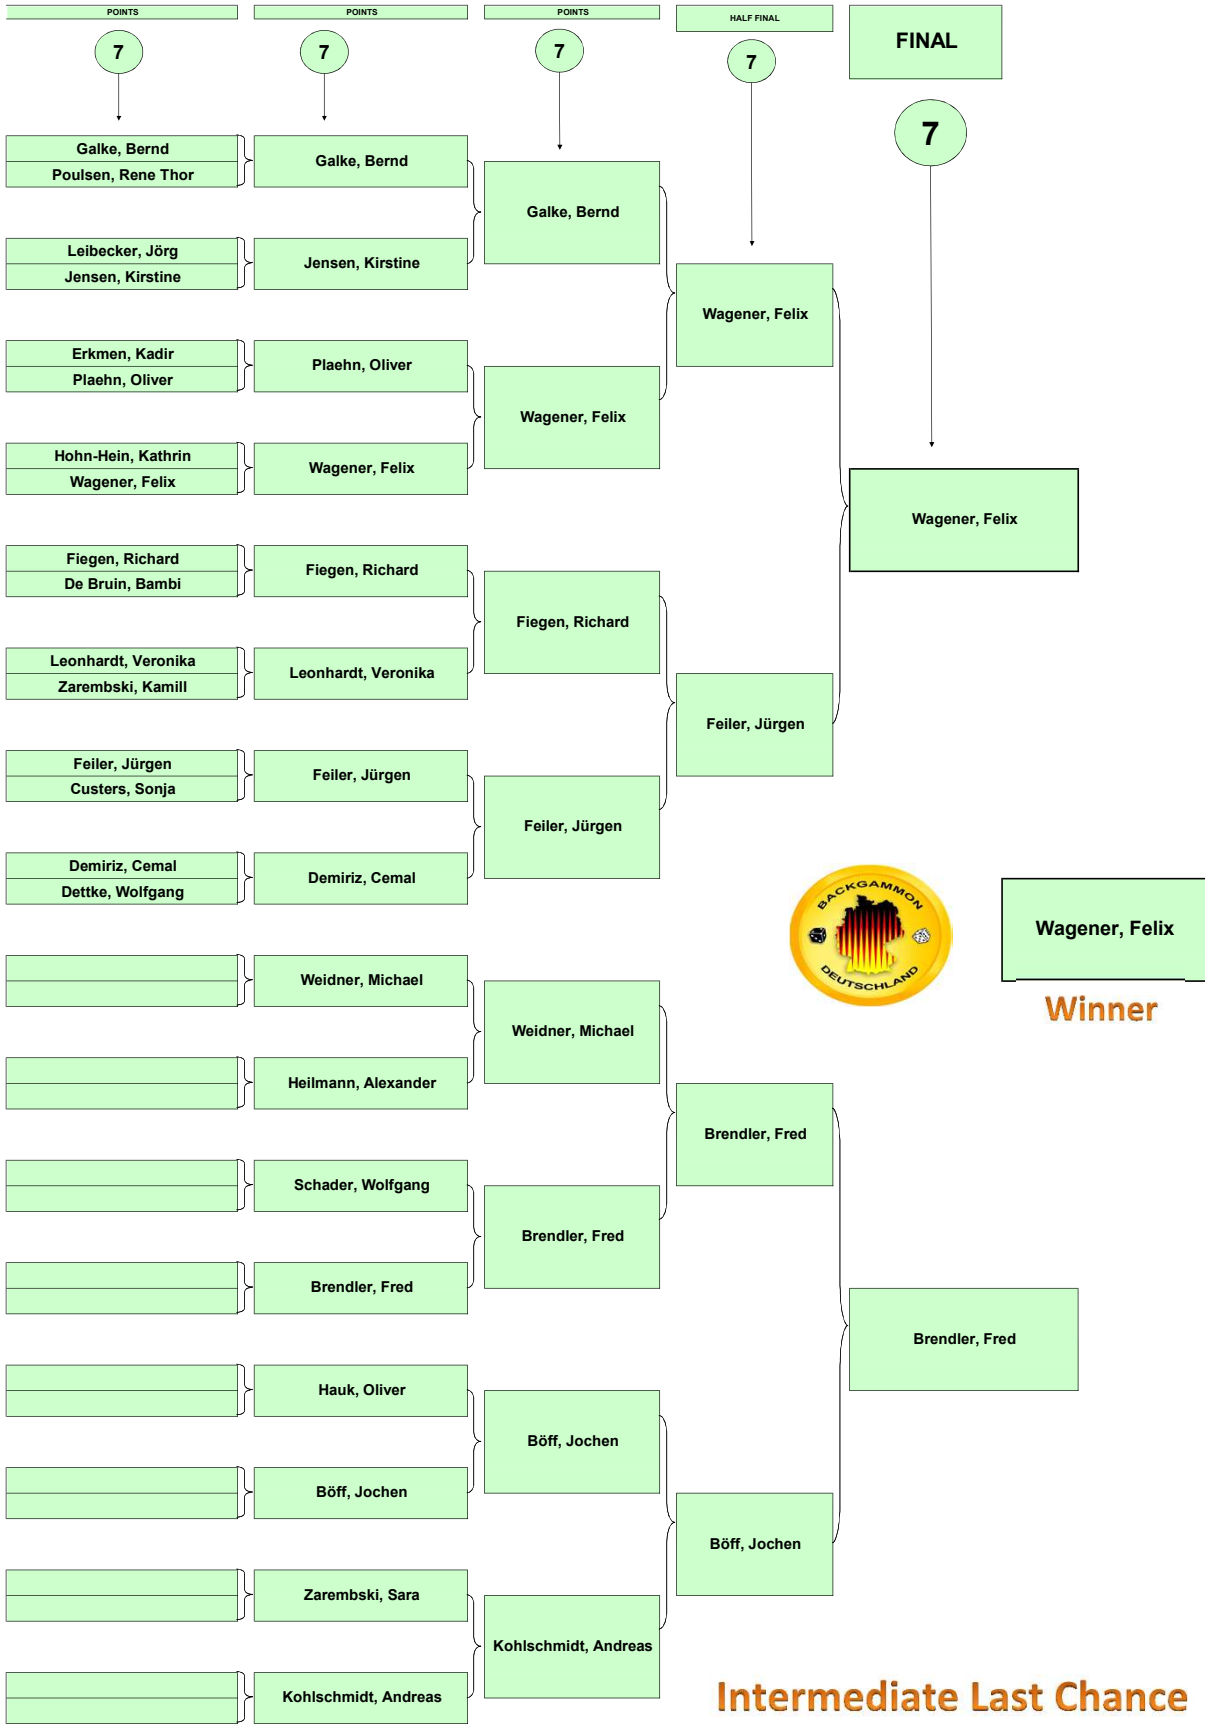 POINTS
POINTS
POINTS
HALF FINAL
FINAL
7
7
7
7
7
Galke, Bernd
Poulsen, Rene Thor
Leibecker, Jörg
Jensen, Kirstine
Erkmen, Kadir
Plaehn, Oliver
Hohn-Hein, Kathrin
Wagener, Felix
Fiegen, Richard
De Bruin, Bambi
Leonhardt, Veronika
Zarembski, Kamill
Feiler, Jürgen
Custers, Sonja
Demiriz, Cemal
Dettke, Wolfgang
Galke, Bernd
Jensen, Kirstine
Plaehn, Oliver
Wagener, Felix
Fiegen, Richard
Leonhardt, Veronika
Feiler, Jürgen
Demiriz, Cemal
Weidner, Michael
Heilmann, Alexander
Schader, Wolfgang
Brendler, Fred
Hauk, Oliver
Böff, Jochen
Zarembski, Sara
Kohlschmidt, Andreas
Galke, Bernd
Wagener, Felix
Fiegen, Richard
Feiler, Jürgen
Weidner, Michael
Brendler, Fred
Böff, Jochen
Kohlschmidt, Andreas
Wagener, Felix
Feiler, Jürgen
Brendler, Fred
Böff, Jochen
Wagener, Felix
Brendler, Fred
BACKGAMMON
DEUTSCHLAND
Wagener, Felix
Winner
Intermediate Last Chance